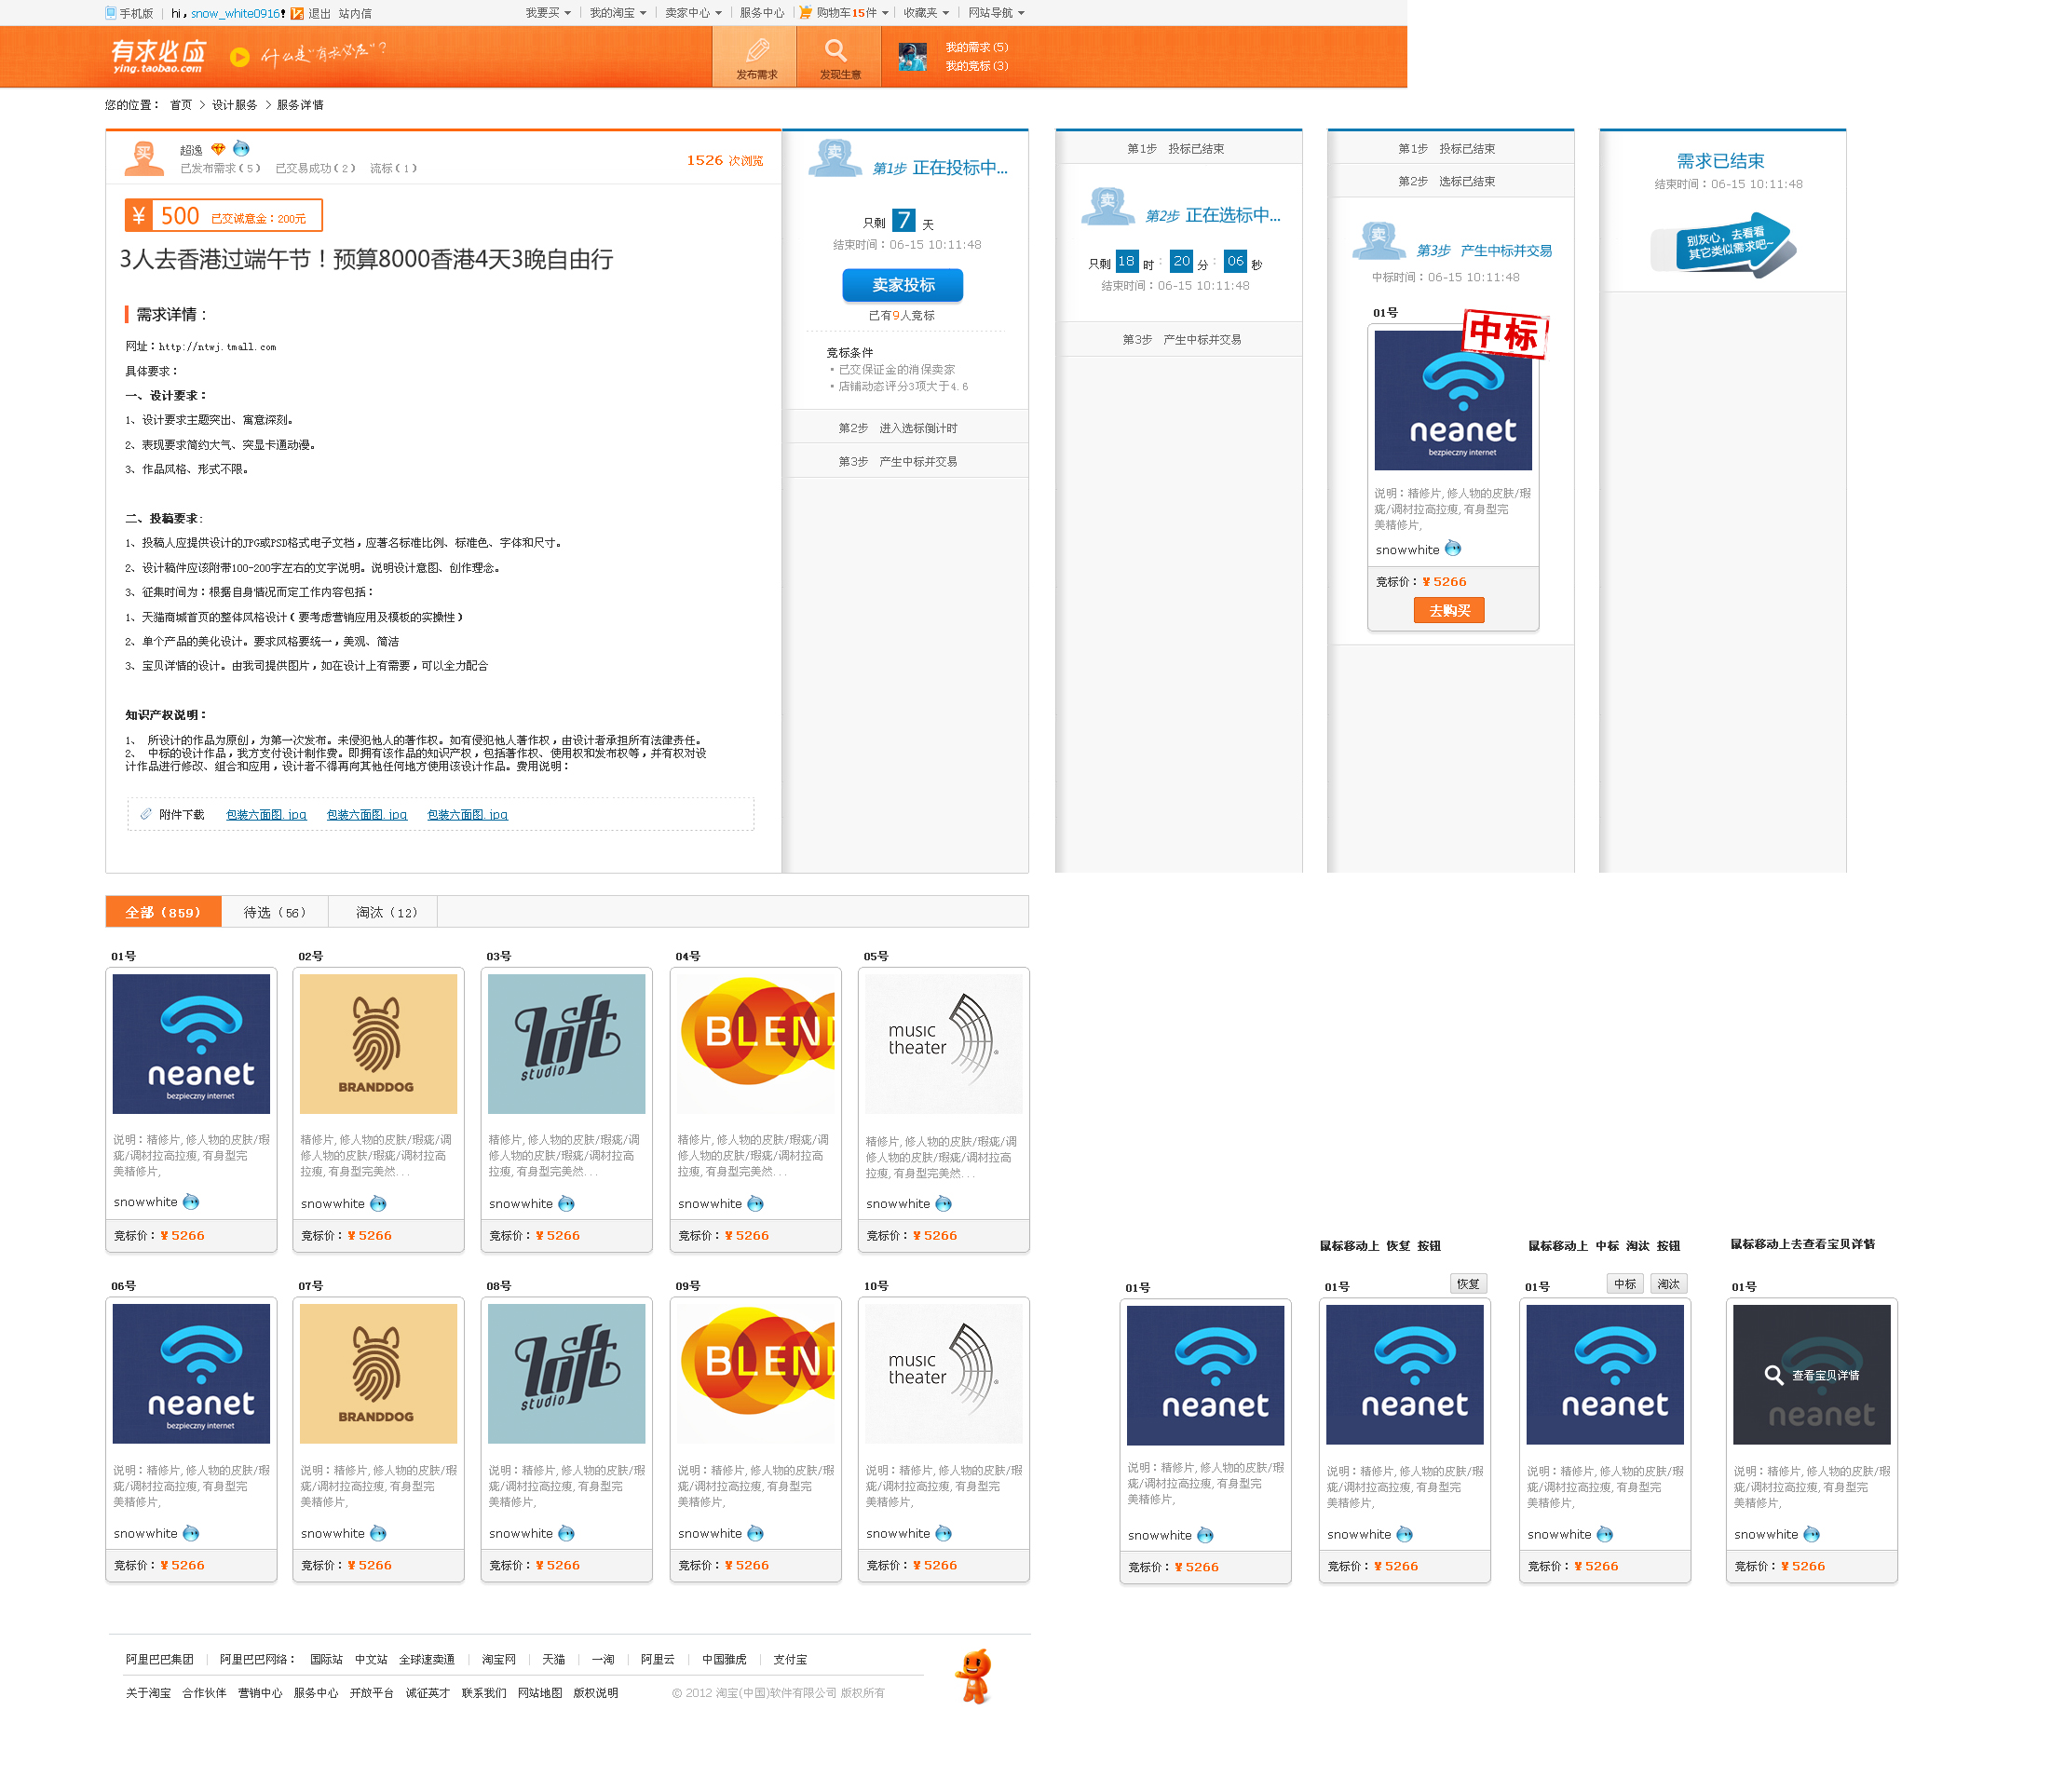 手机版 hi，snow_white0916! 退出 站内信 我要买 我的淘宝 卖家中心 服务中心 购物车15件 收藏夹 网站导航
有求必应
ying.taobao.com
什么是"有求必应"?
发布需求
发现生意
我的需求(5)
我的竞标(3)
您的位置： 首页 > 设计服务 > 服务详情
买
超逸
已发布需求(5) 已交易成功(2) 流标(1)
1526 次浏览
¥ 500 已交诚意金：200元
3人去香港过端午节！预算8000香港4天3晚自由行
需求详情：
网址：http://ntwj.tmall.com
具体要求：
一、设计要求：
1、设计要求主题突出、寓意深刻。
2、表现要求简约大气、突显卡通动漫。
3、作品风格、形式不限。
二、投稿要求:
1、投稿人应提供设计的JPG或PSD格式电子文档，应著名标准比例、标准色、字体和尺寸。
2、设计稿件应该附带100-200字左右的文字说明。说明设计意图、创作理念。
3、征集时间为：根据自身情况而定工作内容包括：
1、天猫商城首页的整体风格设计（要考虑营销应用及模板的实操性）
2、单个产品的美化设计。要求风格要统一，美观、简洁
3、宝贝详情的设计。由我司提供图片，如在设计上有需要，可以全力配合
知识产权说明：
1、 所设计的作品为原创，为第一次发布。未侵犯他人的著作权。如有侵犯他人著作权，由设计者承担所有法律责任。
2、 中标的设计作品，我方支付设计制作费。即拥有该作品的知识产权，包括著作权、使用权和发布权等，并有权对设
计作品进行修改、组合和应用，设计者不得再向其他任何地方使用该设计作品。费用说明：
附件下载 包装六面图.jpg 包装六面图.jpg 包装六面图.jpg
卖
第1步 正在投标中...
只剩 7 天
结束时间：06-15 10:11:48
卖家投标
已有9人竞标
竞标条件
▪已交保证金的消保卖家
▪店铺动态评分3项大于4.6
第2步 进入选标倒计时
第3步 产生中标并交易
第1步 投标已结束
卖
第2步 正在选标中...
只剩 18 时：20 分：06 秒
结束时间：06-15 10:11:48
第3步 产生中标并交易
第1步 投标已结束
第2步 选标已结束
卖
第3步 产生中标并交易
中标时间：06-15 10:11:48
01号
中标
neanet
bezpieczny internet
说明：精修片,修人物的皮肤/瑕
疵/调材拉高拉瘦,有身型完
美精修片,
snowwhite
竞标价：¥ 5266
去购买
需求已结束
结束时间：06-15 10:11:48
别灰心，去看看
其它类似需求吧~
全部（859） 待选（56） 淘汰（12）
01号 02号 03号 04号 05号
neanet
bezpieczny internet
BRANDDOG
loft
studio
BLEND
music
theater
说明：精修片,修人物的皮肤/瑕
疵/调材拉高拉瘦,有身型完
美精修片,
精修片,修人物的皮肤/瑕疵/调
修人物的皮肤/瑕疵/调材拉高
拉瘦,有身型完美然...
精修片,修人物的皮肤/瑕疵/调
修人物的皮肤/瑕疵/调材拉高
拉瘦,有身型完美然...
精修片,修人物的皮肤/瑕疵/调
修人物的皮肤/瑕疵/调材拉高
拉瘦,有身型完美然...
精修片,修人物的皮肤/瑕疵/调
修人物的皮肤/瑕疵/调材拉高
拉瘦,有身型完美然...
snowwhite snowwhite snowwhite snowwhite snowwhite
竞标价：¥ 5266 竞标价：¥ 5266 竞标价：¥ 5266 竞标价：¥ 5266 竞标价：¥ 5266
06号 07号 08号 09号 10号
neanet
bezpieczny internet
BRANDDOG
loft
studio
BLEND
music
theater
说明：精修片,修人物的皮肤/瑕
疵/调材拉高拉瘦,有身型完
美精修片,
说明：精修片,修人物的皮肤/瑕
疵/调材拉高拉瘦,有身型完
美精修片,
说明：精修片,修人物的皮肤/瑕
疵/调材拉高拉瘦,有身型完
美精修片,
说明：精修片,修人物的皮肤/瑕
疵/调材拉高拉瘦,有身型完
美精修片,
说明：精修片,修人物的皮肤/瑕
疵/调材拉高拉瘦,有身型完
美精修片,
snowwhite snowwhite snowwhite snowwhite snowwhite
竞标价：¥ 5266 竞标价：¥ 5266 竞标价：¥ 5266 竞标价：¥ 5266 竞标价：¥ 5266
01号
neanet
说明：精修片,修人物的皮肤/瑕
疵/调材拉高拉瘦,有身型完
美精修片,
snowwhite
竞标价：¥ 5266
鼠标移动上 恢复 按钮
01号 恢复
neanet
说明：精修片,修人物的皮肤/瑕
疵/调材拉高拉瘦,有身型完
美精修片,
snowwhite
竞标价：¥ 5266
鼠标移动上 中标 淘汰 按钮
01号 中标 淘汰
neanet
说明：精修片,修人物的皮肤/瑕
疵/调材拉高拉瘦,有身型完
美精修片,
snowwhite
竞标价：¥ 5266
鼠标移动上去查看宝贝详情
01号
查看宝贝详情
neanet
说明：精修片,修人物的皮肤/瑕
疵/调材拉高拉瘦,有身型完
美精修片,
snowwhite
竞标价：¥ 5266
阿里巴巴集团 | 阿里巴巴网络： 国际站 中文站 全球速卖通 | 淘宝网 | 天猫 | 一淘 | 阿里云 | 中国雅虎 | 支付宝
关于淘宝 合作伙伴 营销中心 服务中心 开放平台 诚征英才 联系我们 网站地图 版权说明 © 2012 淘宝(中国)软件有限公司 版权所有